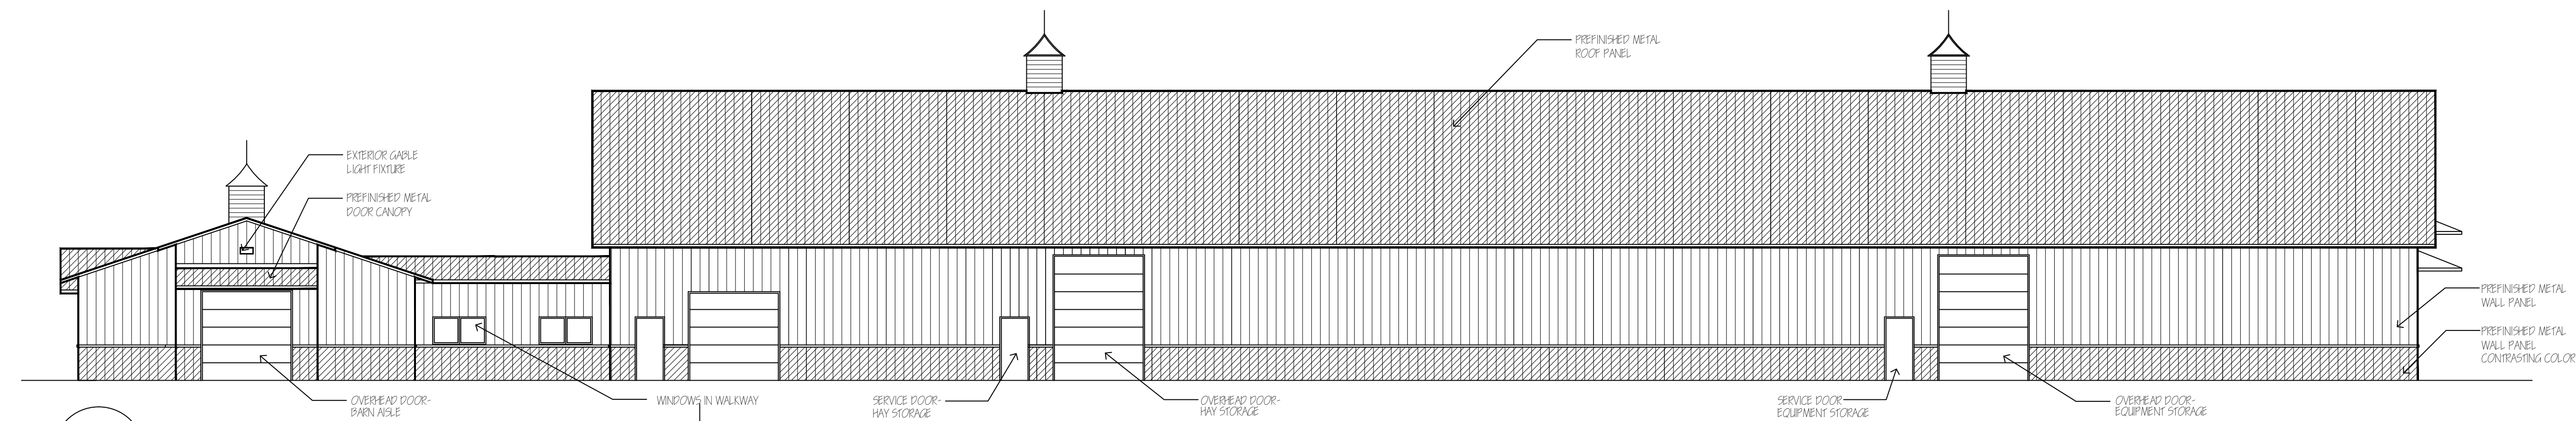 PREFINISHED METAL
ROOF PANEL
EXTERIOR GABLE
LIGHT FIXTURE
PREFINISHED METAL
DOOR CANOPY
PREFINISHED METAL
WALL PANEL
PREFINISHED METAL
WALL PANEL
CONTRASTING COLOR
OVERHEAD DOOR-
BARN AISLE
WINDOWS IN WALKWAY
SERVICE DOOR-
HAY STORAGE
OVERHEAD DOOR-
HAY STORAGE
SERVICE DOOR
EQUIPMENT STORAGE
OVERHEAD DOOR-
EQUIPMENT STORAGE